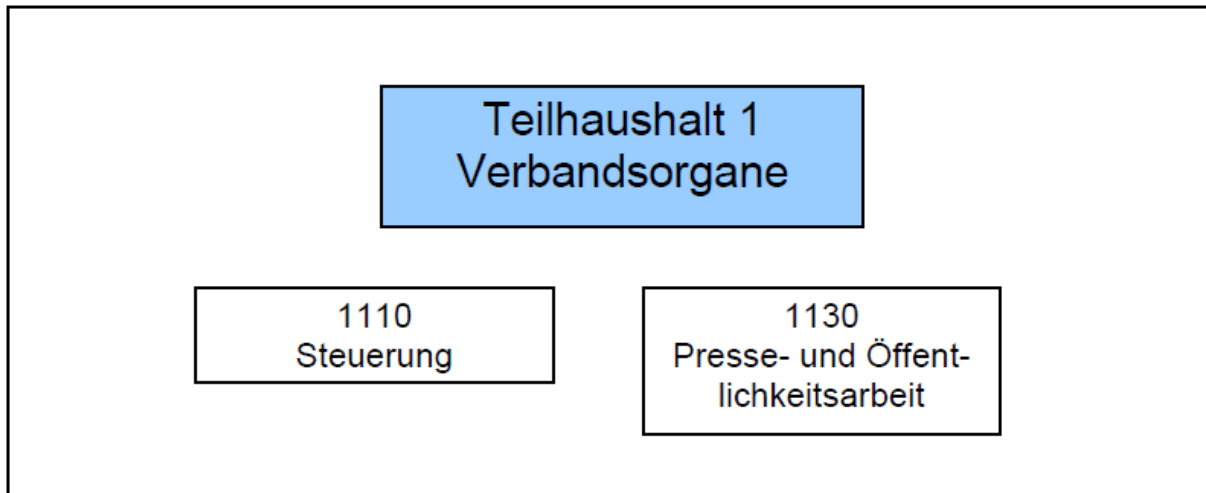 Teilhaushalt 1
Verbandsorgane
1110
Steuerung
1130
Presse- und Öffent-
lichkeitsarbeit